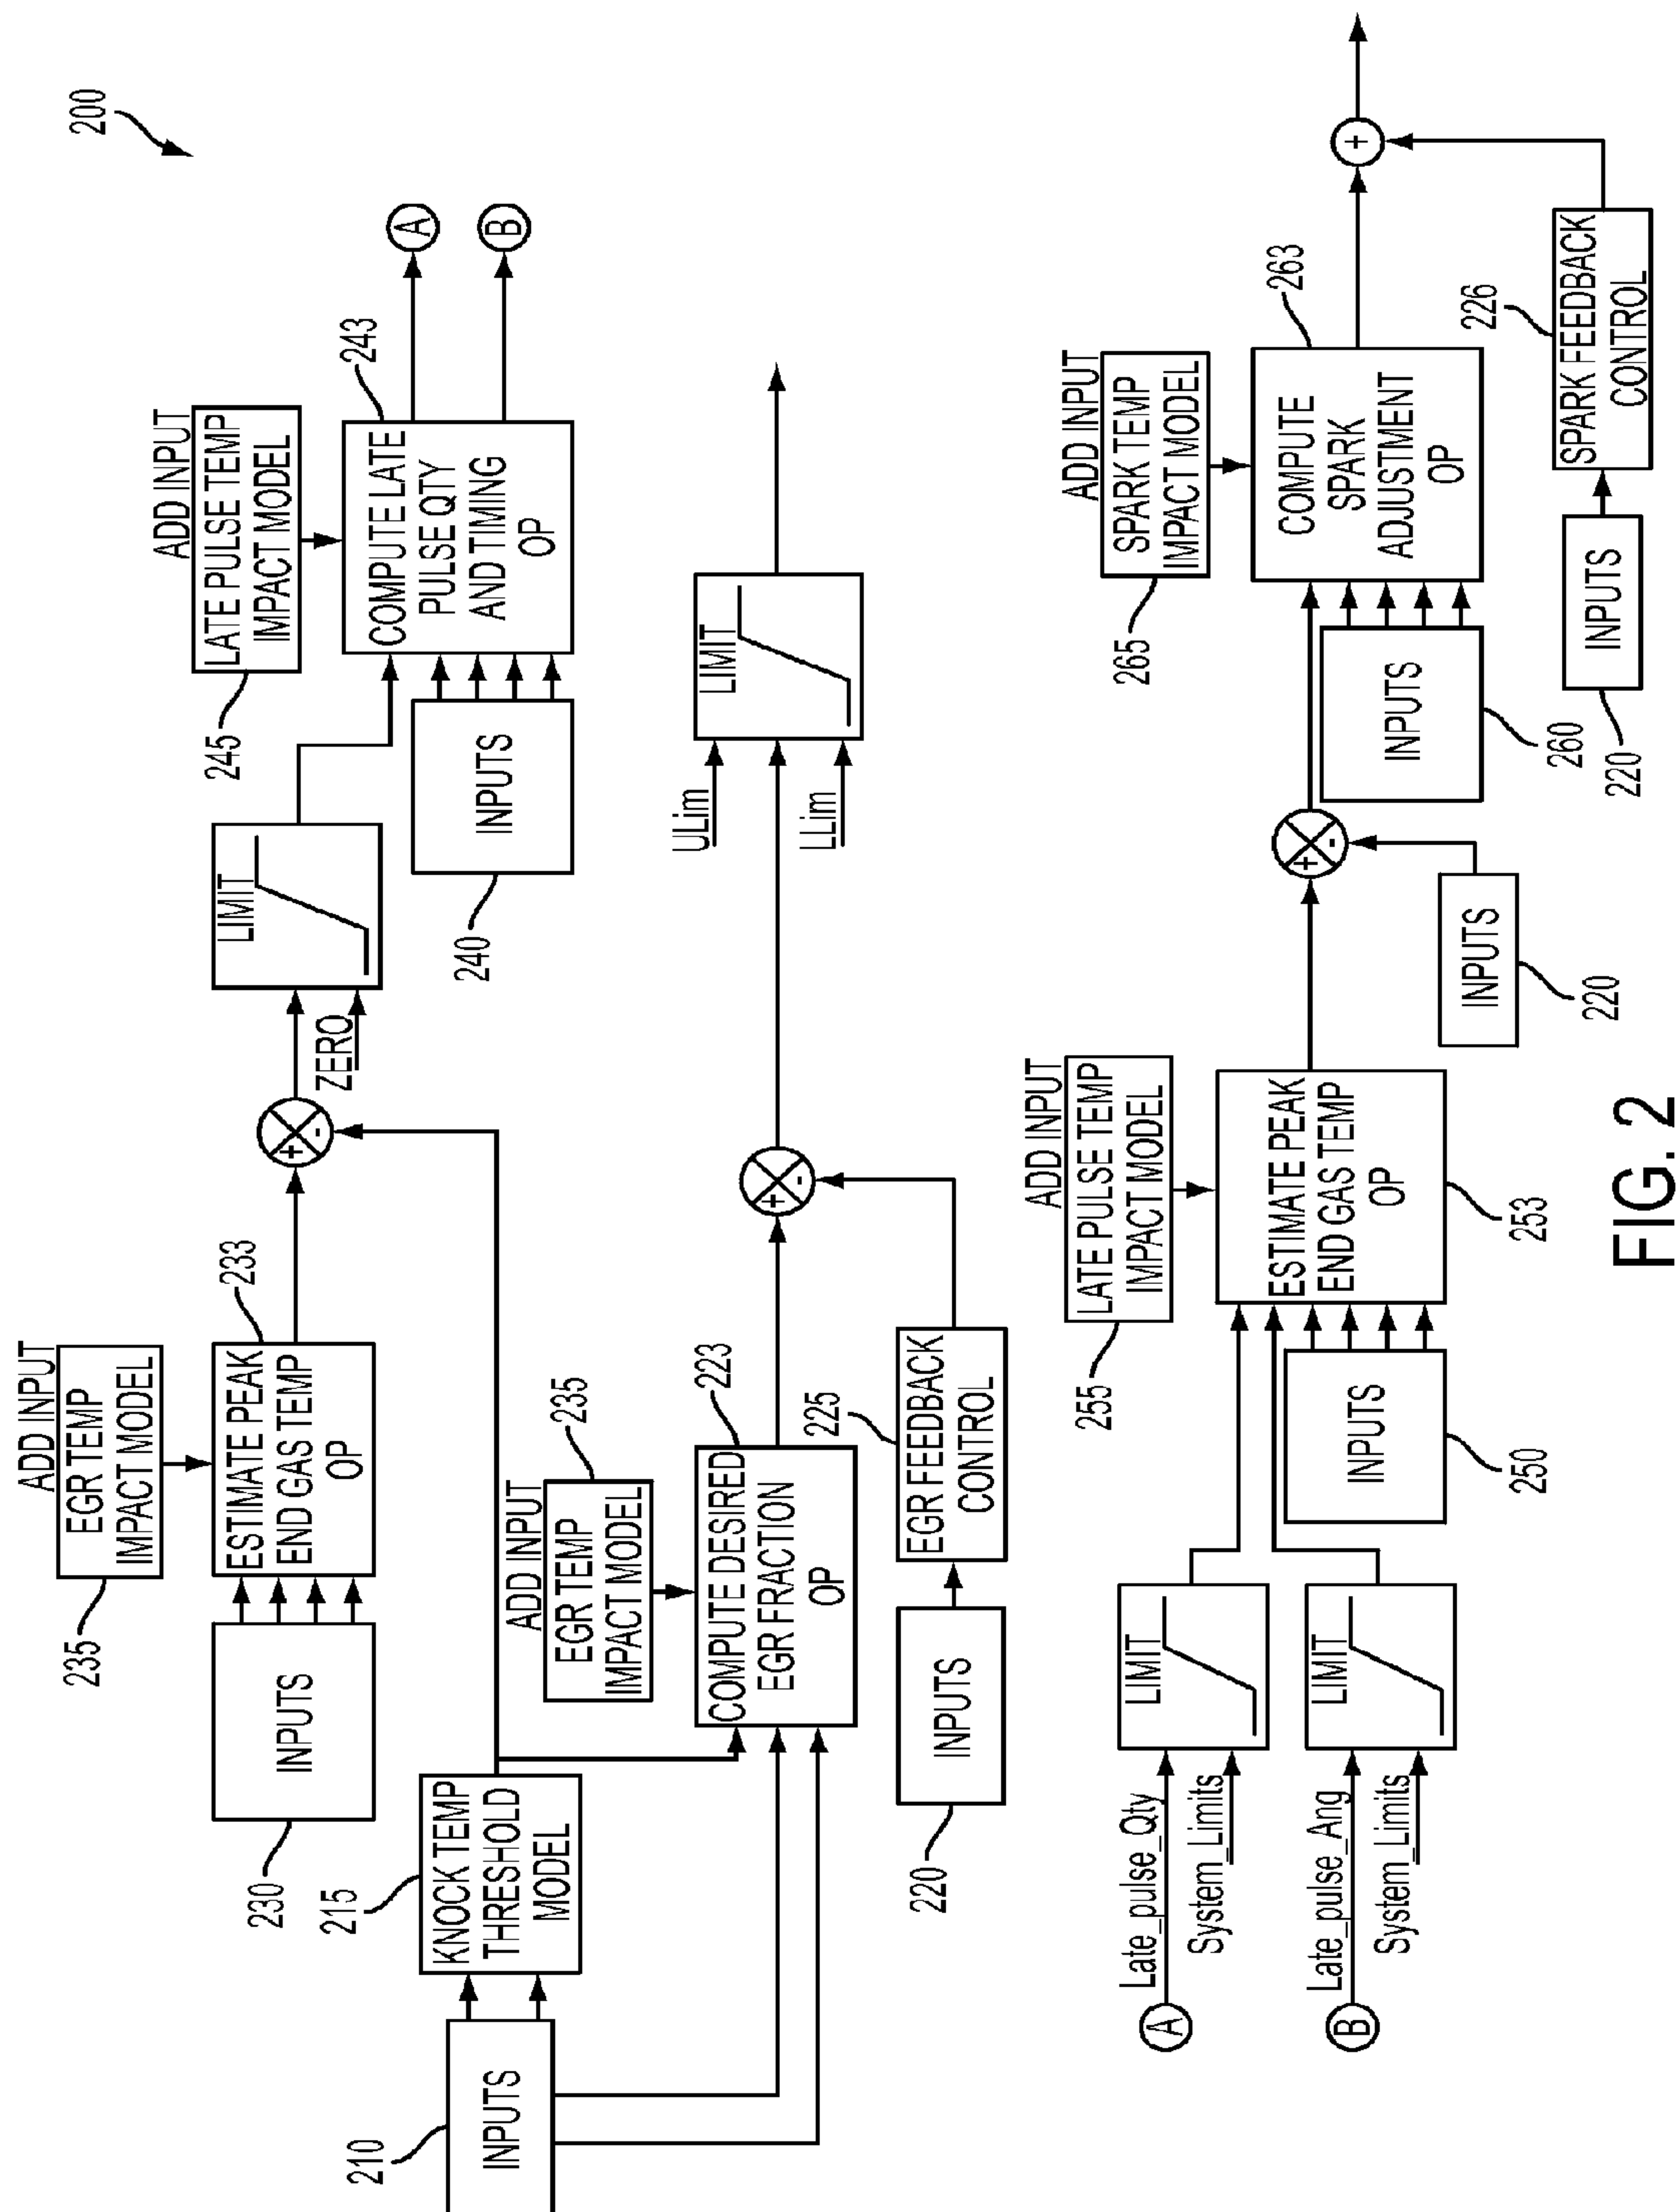 200
ADD INPUT
EGR TEMP
IMPACT MODEL
235
INPUTS
230
ESTIMATE PEAK
END GAS TEMP
OP
233
+
-
ZERO
LIMIT
ADD INPUT
LATE PULSE TEMP
IMPACT MODEL
245
INPUTS
240
COMPUTE LATE
PULSE QTY
AND TIMING
OP
243
A
B
INPUTS
210
KNOCK TEMP
THRESHOLD
MODEL
215
ADD INPUT
EGR TEMP
IMPACT MODEL
235
COMPUTE DESIRED
EGR FRACTION
OP
223
INPUTS
220
EGR FEEDBACK
CONTROL
225
+
-
ULim
LLim
LIMIT
A
Late_pulse_Qty
System_Limits
LIMIT
B
Late_pulse_Ang
System_Limits
LIMIT
INPUTS
250
ADD INPUT
LATE PULSE TEMP
IMPACT MODEL
255
ESTIMATE PEAK
END GAS TEMP
OP
253
+
-
INPUTS
220
INPUTS
260
ADD INPUT
SPARK TEMP
IMPACT MODEL
265
COMPUTE
SPARK
ADJUSTMENT
OP
263
INPUTS
220
SPARK FEEDBACK
CONTROL
226
+
FIG. 2